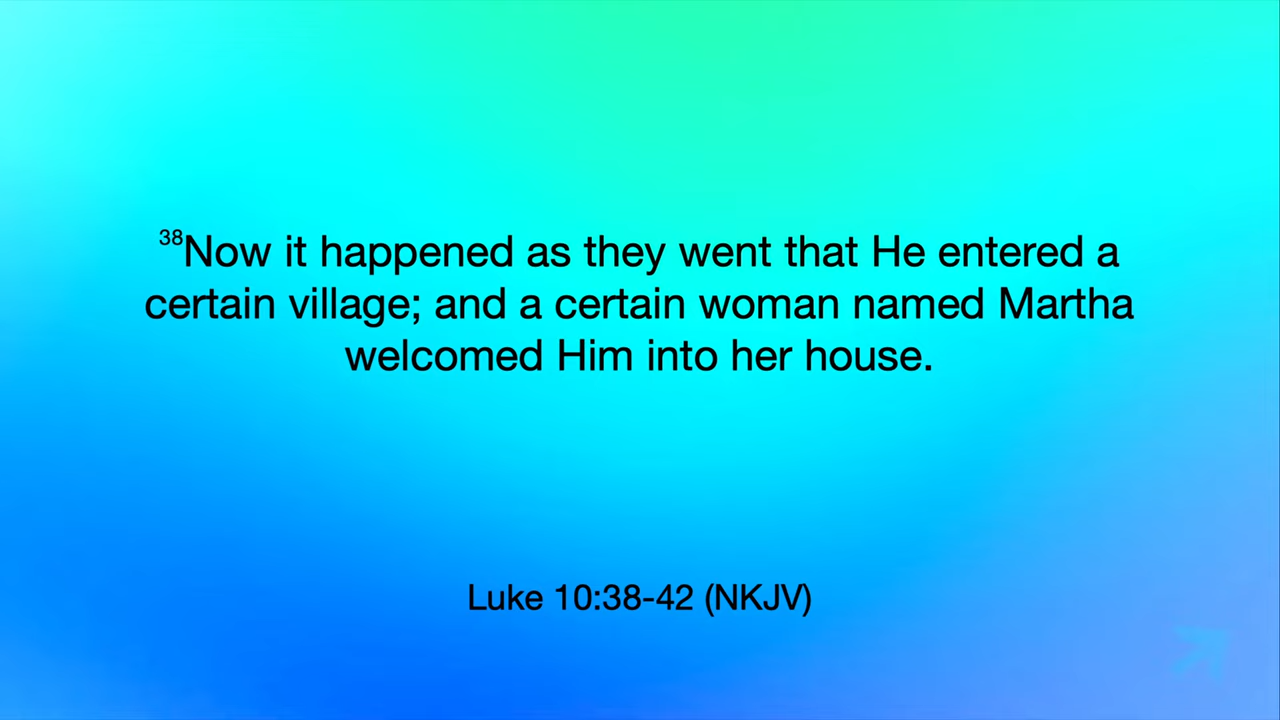 ³⁸Now it happened as they went that He entered a
certain village; and a certain woman named Martha
welcomed Him into her house.
Luke 10:38-42 (NKJV)